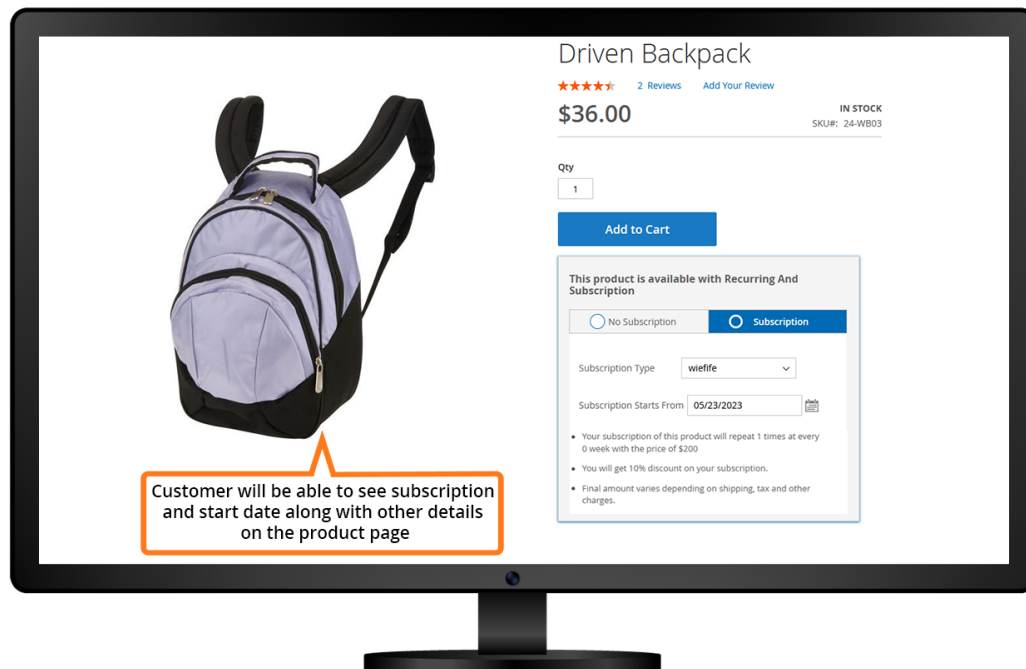 Driven Backpack
2 Reviews Add Your Review
$36.00
IN STOCK
SKU#: 24-WB03
Qty
1
Add to Cart
This product is available with Recurring And
Subscription
No Subscription
Subscription
Subscription Type
wiefife
Subscription Starts From
05/23/2023
Your subscription of this product will repeat 1 times at every
0 week with the price of $200
You will get 10% discount on your subscription.
Final amount varies depending on shipping, tax and other
charges.
Customer will be able to see subscription
and start date along with other details
on the product page